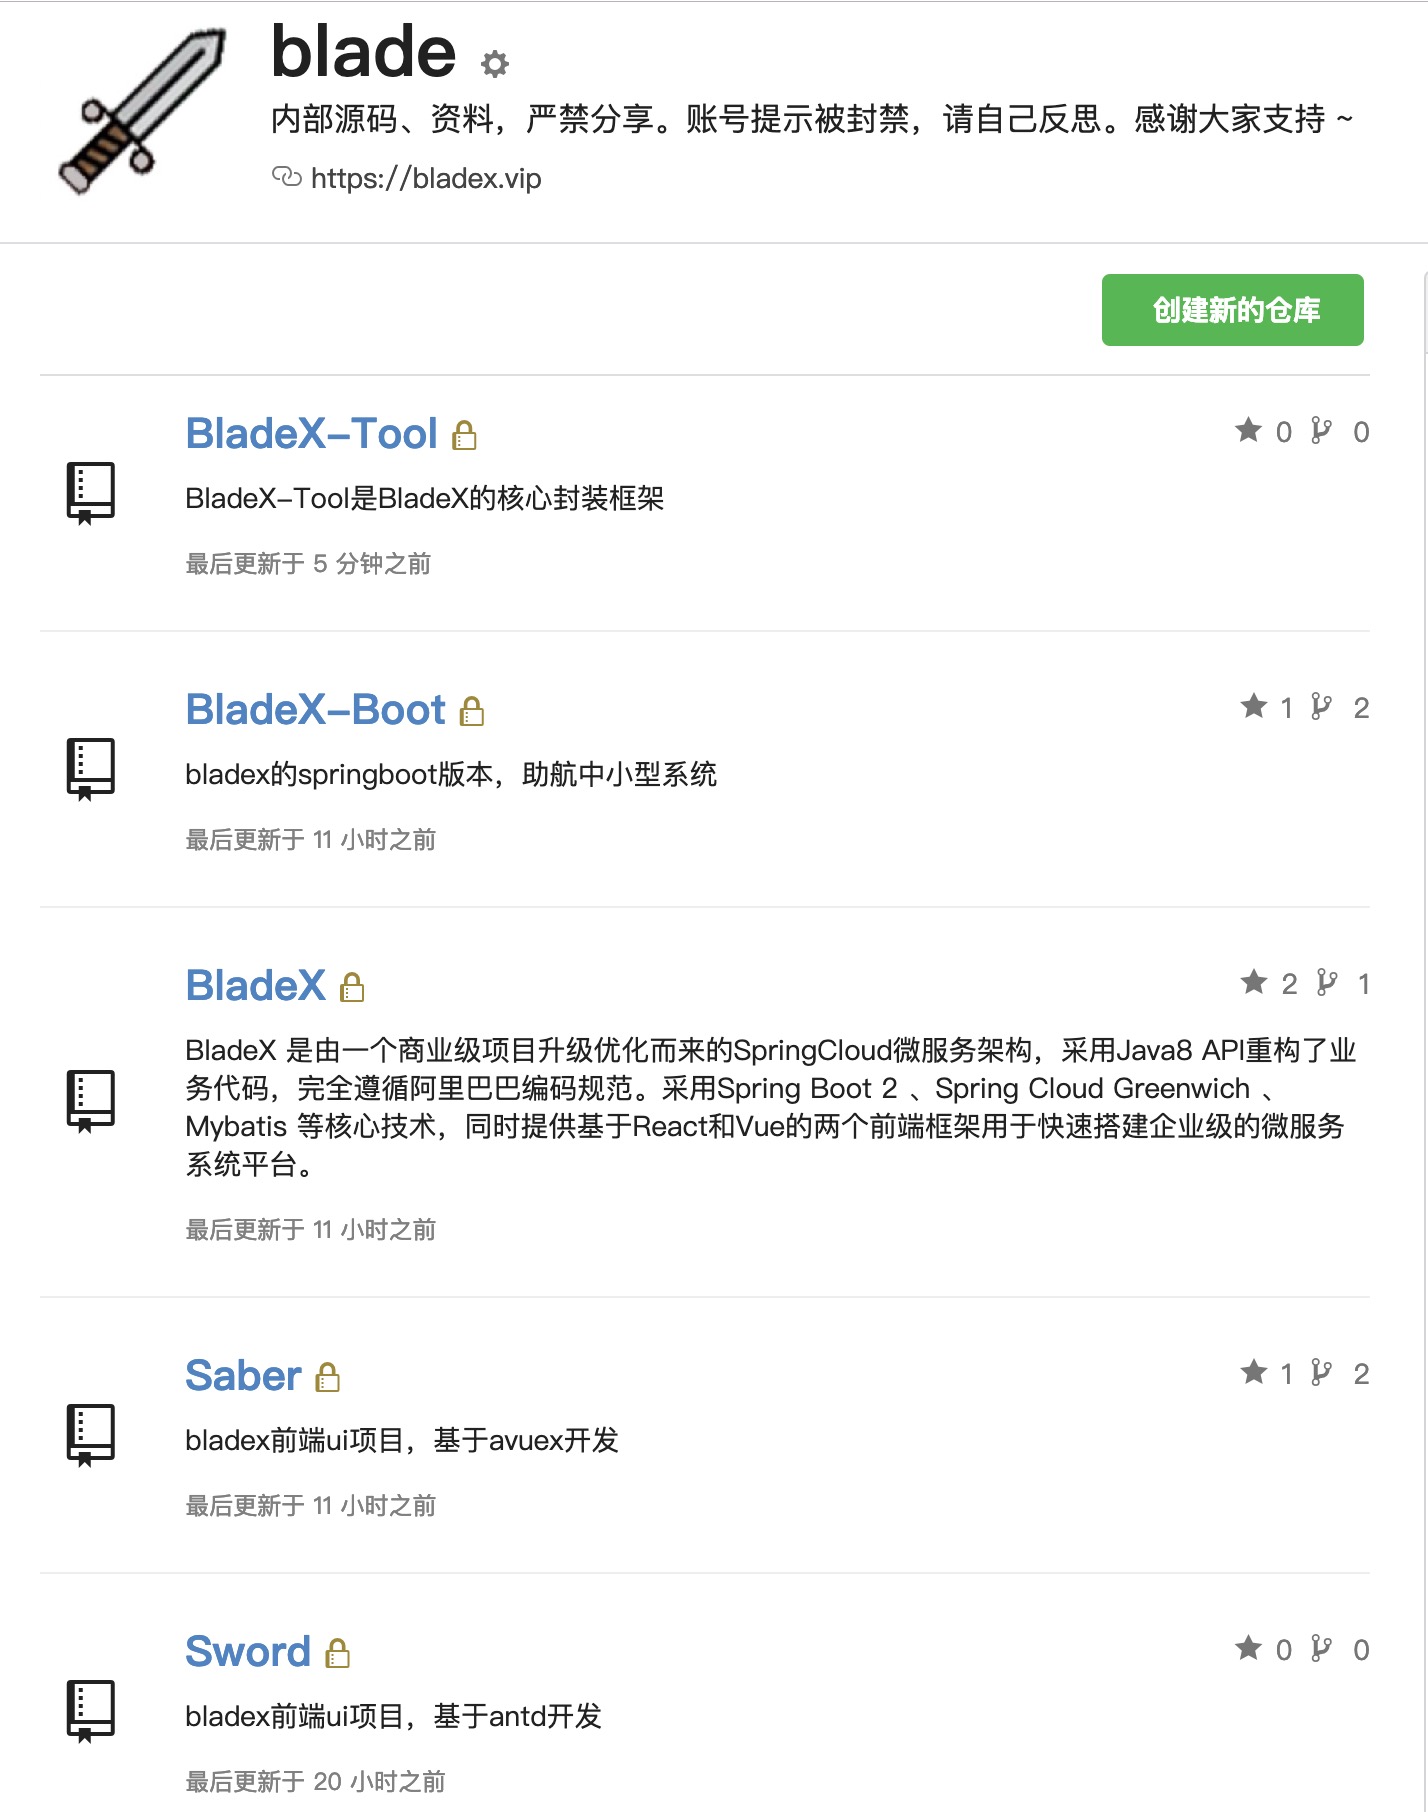 blade
内部源码、资料，严禁分享。账号提示被封禁，请自己反思。感谢大家支持 ~
https://bladex.vip
创建新的仓库
BladeX-Tool
0 0
BladeX-Tool是BladeX的核心封装框架
最后更新于 5 分钟之前
BladeX-Boot
1 2
bladex的springboot版本，助航中小型系统
最后更新于 11 小时之前
BladeX
2 1
BladeX 是由一个商业级项目升级优化而来的SpringCloud微服务架构，采用Java8 API重构了业
务代码，完全遵循阿里巴巴编码规范。采用Spring Boot 2 、Spring Cloud Greenwich 、
Mybatis 等核心技术，同时提供基于React和Vue的两个前端框架用于快速搭建企业级的微服务
系统平台。
最后更新于 11 小时之前
Saber
1 2
bladex前端ui项目，基于avuex开发
最后更新于 11 小时之前
Sword
0 0
bladex前端ui项目，基于antd开发
最后更新于 20 小时之前